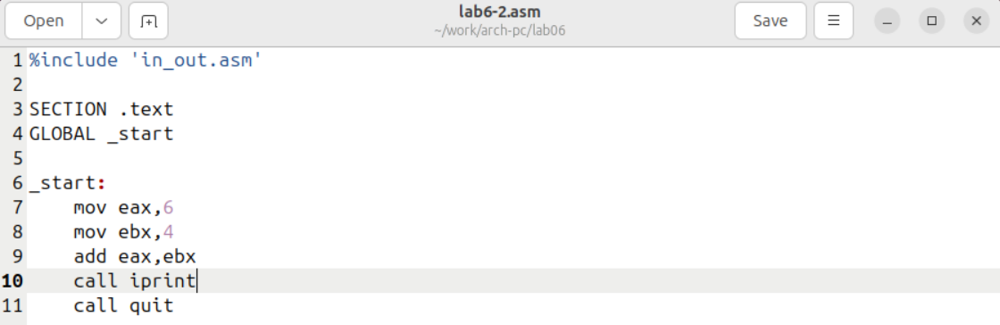 Open lab6-2.asm Save
~/work/arch-pc/lab06
1 %include 'in_out.asm'
2
3 SECTION .text
4 GLOBAL _start
5
6 _start:
7 mov eax,6
8 mov ebx,4
9 add eax,ebx
10 call iprint
11 call quit